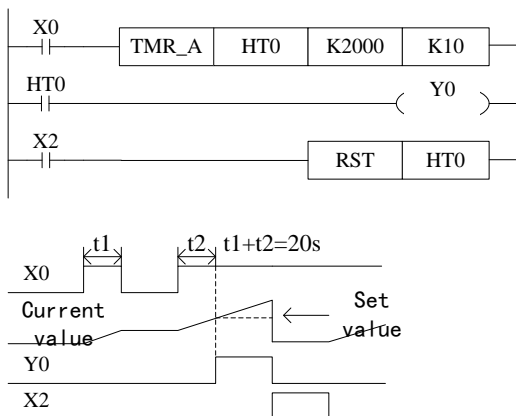 X0
TMR_A HT0 K2000 K10
HT0
Y0
X2
RST HT0
t1 t2 t1+t2=20s
X0
Current value
Set value
Y0
X2